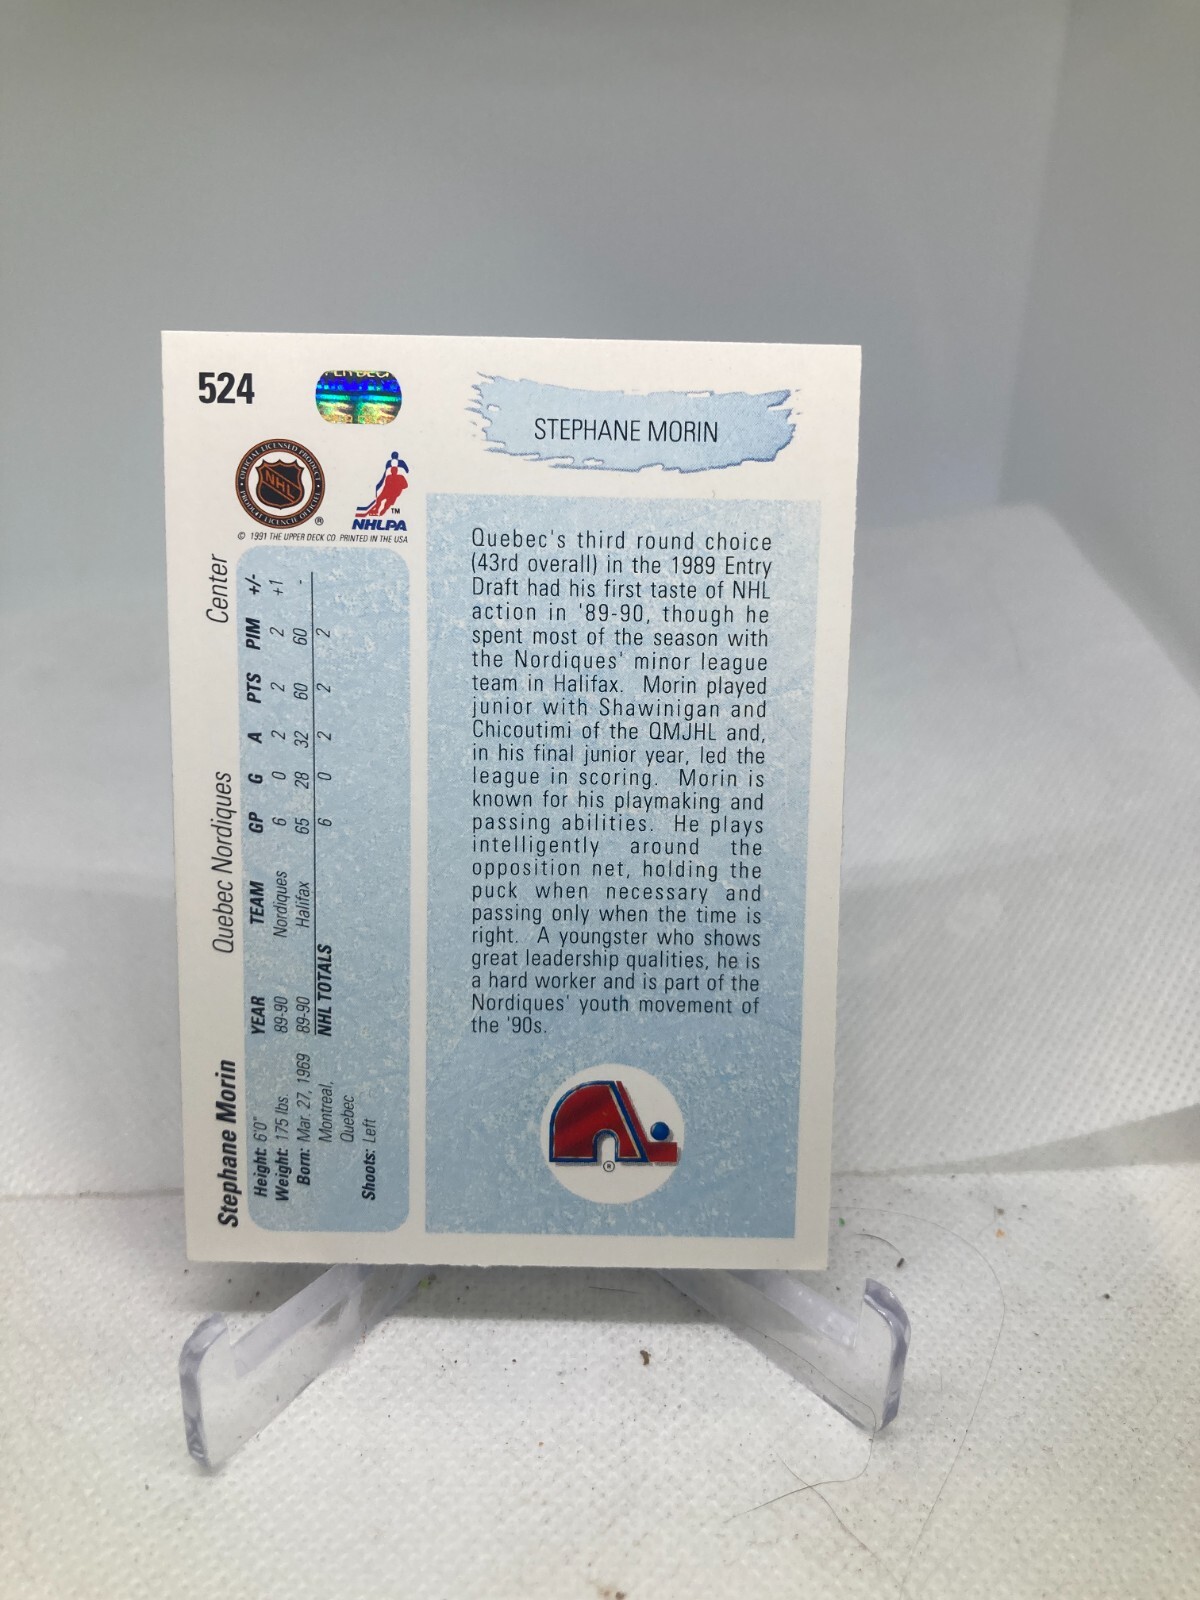 524
STEPHANE MORIN
OFFICIAL LICENSED PRODUCT
NHL
PRODUIT LICENCIÉ OFFICIEL
®
TM
NHLPA
© 1991 THE UPPER DECK CO. PRINTED IN THE USA
Quebec's third round choice
(43rd overall) in the 1989 Entry
Draft had his first taste of NHL
action in '89-90, though he
spent most of the season with
the Nordiques' minor league
team in Halifax. Morin played
junior with Shawinigan and
Chicoutimi of the QMJHL and,
in his final junior year, led the
league in scoring. Morin is
known for his playmaking and
passing abilities. He plays
intelligently around the
opposition net, holding the
puck when necessary and
passing only when the time is
right. A youngster who shows
great leadership qualities, he is
a hard worker and is part of the
Nordiques' youth movement of
the '90s.
®
Stephane Morin Quebec Nordiques Center
Height: 6'0"
Weight: 175 lbs.
Born: Mar. 27, 1969
Montreal,
Quebec
Shoots: Left
YEAR TEAM GP G A PTS PIM +/-
89-90 Nordiques 6 0 2 2 2 +1
89-90 Halifax 65 28 32 60 60 -
NHL TOTALS 6 0 2 2 2